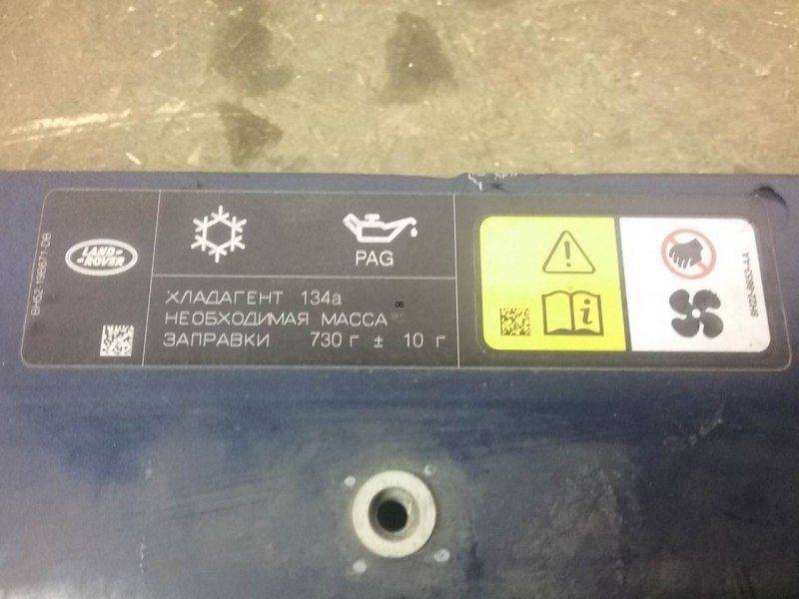 LAND-
ROVER
PAG
ХЛАДАГЕНТ 134a
НЕОБХОДИМАЯ МАССА
ЗАПРАВКИ 730 г ± 10 г
i